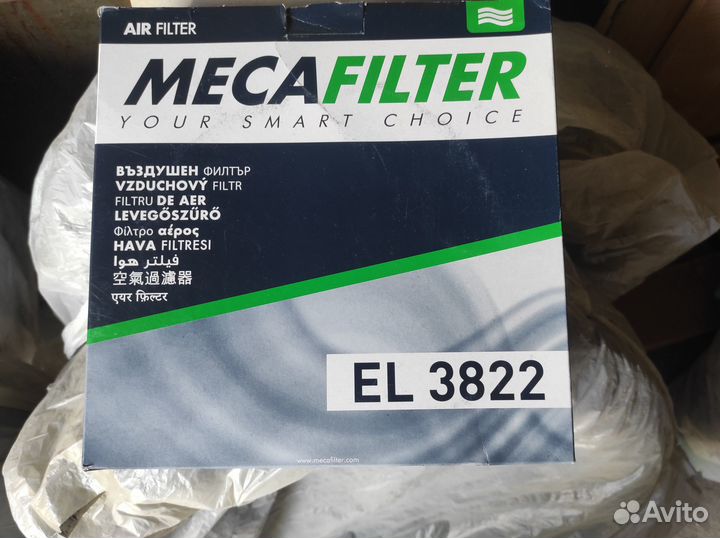 AIR FILTER
MECAFILTER
YOUR SMART CHOICE
ВЪЗДУШЕН ФИЛТЪР
VZDUCHOVÝ FILTR
FILTRU DE AER
LEVEGŐSZŰRŐ
Φίλτρο αέρος
HAVA FILTRESI
فيلتر هوا
空氣過濾器
एयर फ़िल्टर
EL 3822
www.mecafilter.com
Avito